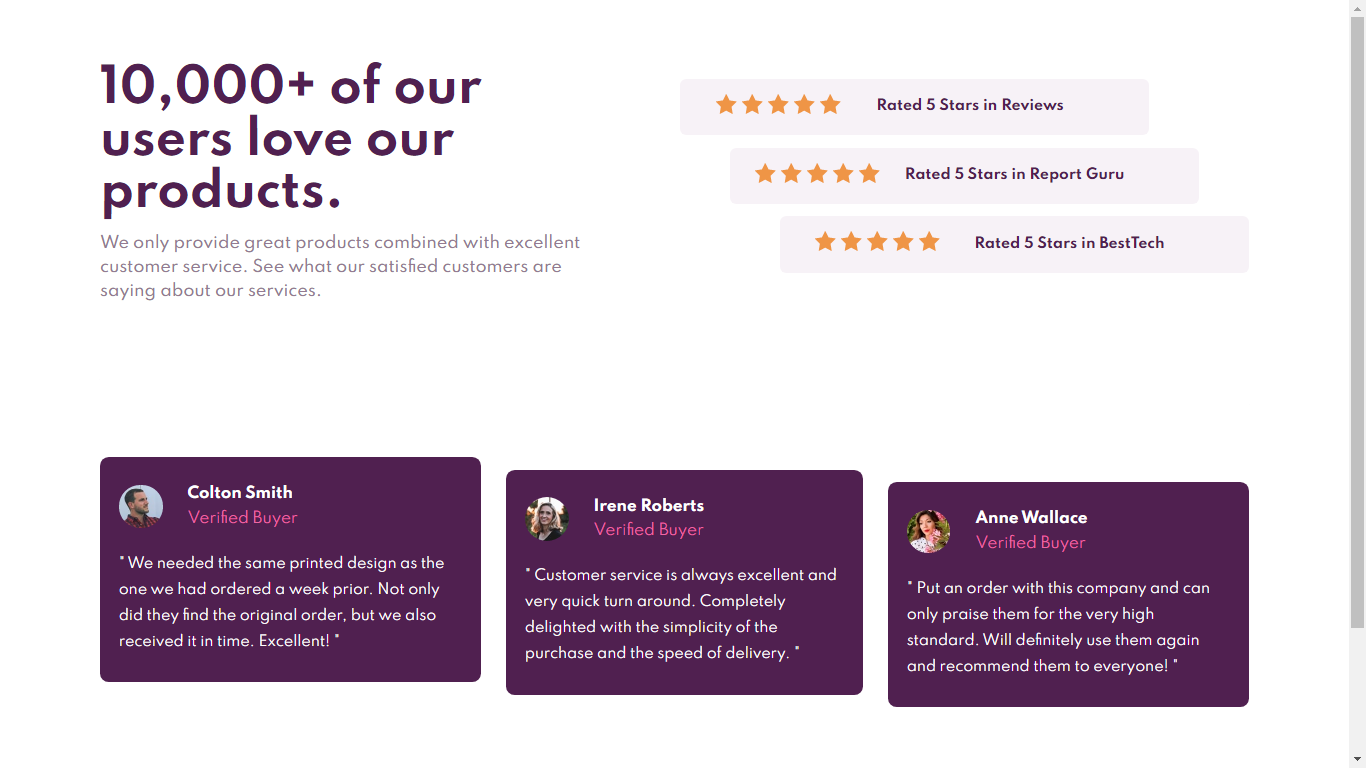 10,000+ of our
users love our
products.
We only provide great products combined with excellent
customer service. See what our satisfied customers are
saying about our services.
Rated 5 Stars in Reviews
Rated 5 Stars in Report Guru
Rated 5 Stars in BestTech
Colton Smith
Verified Buyer
" We needed the same printed design as the
one we had ordered a week prior. Not only
did they find the original order, but we also
received it in time. Excellent! "
Irene Roberts
Verified Buyer
" Customer service is always excellent and
very quick turn around. Completely
delighted with the simplicity of the
purchase and the speed of delivery. "
Anne Wallace
Verified Buyer
" Put an order with this company and can
only praise them for the very high
standard. Will definitely use them again
and recommend them to everyone! "